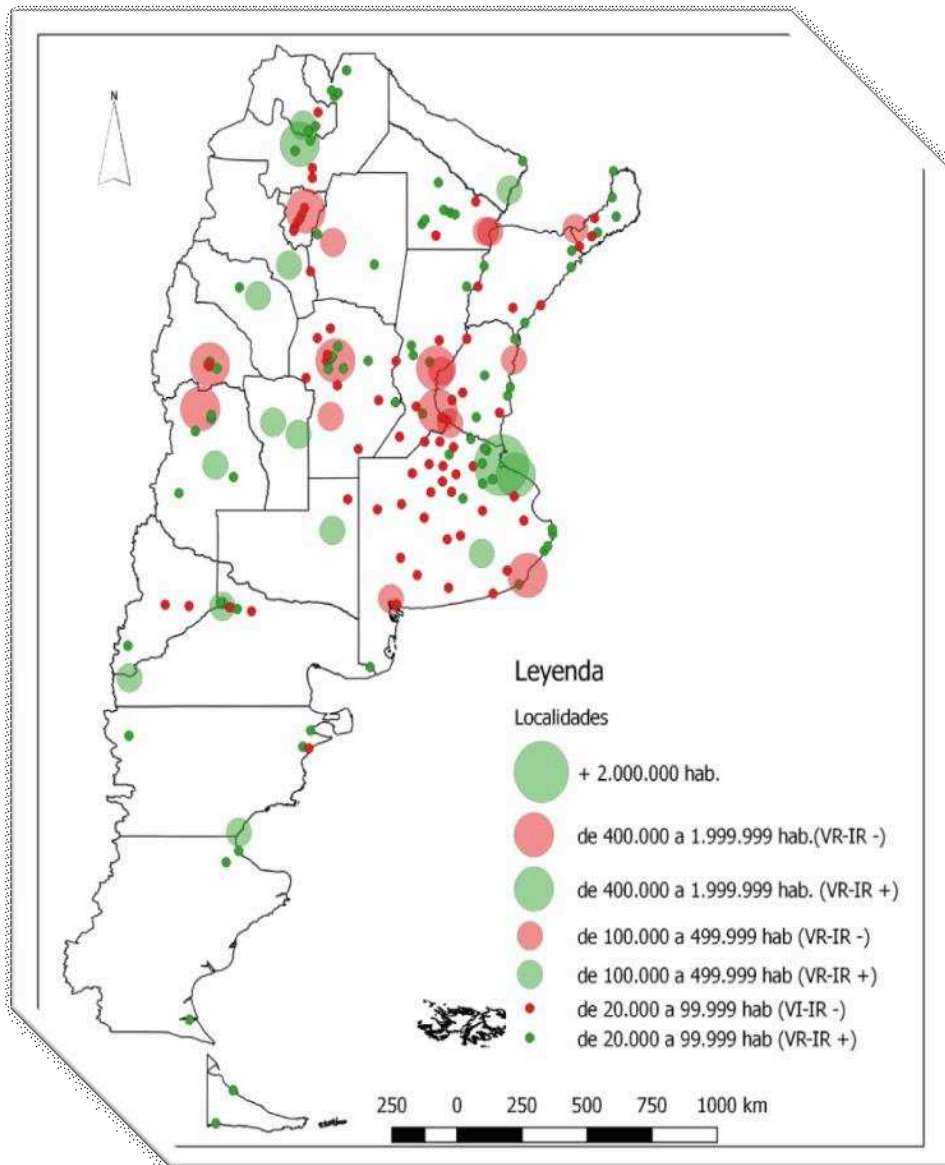 N
Leyenda
Localidades
+ 2.000.000 hab.
de 400.000 a 1.999.999 hab.(VR-IR -)
de 400.000 a 1.999.999 hab. (VR-IR +)
de 100.000 a 499.999 hab (VR-IR -)
de 100.000 a 499.999 hab (VR-IR +)
de 20.000 a 99.999 hab (VI-IR -)
de 20.000 a 99.999 hab (VR-IR +)
250 0 250 500 750 1000 km